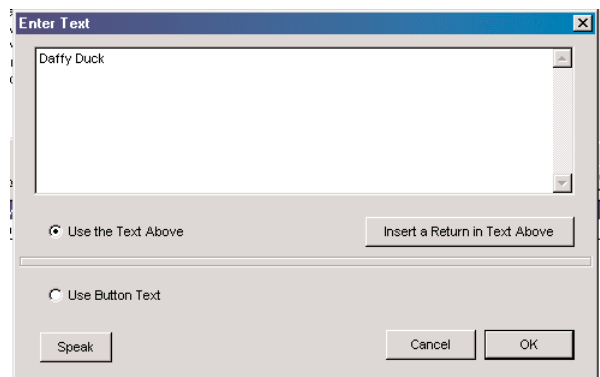 Enter Text
Daffy Duck
Use the Text Above
Insert a Return in Text Above
Use Button Text
Speak
Cancel
OK